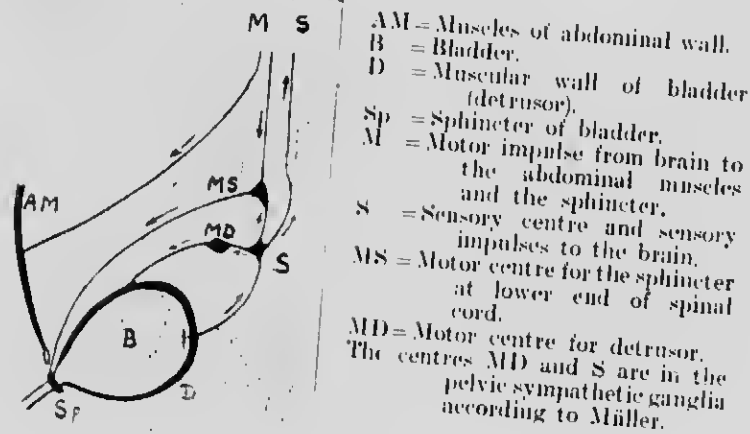 M S
AM
MS
MD
S
B
D
Sp
AM = Muscles of abdominal wall.
B = Bladder.
D = Muscular wall of bladder
(detrusor).
Sp = Sphincter of bladder.
M = Motor impulse from brain to
the abdominal muscles
and the sphincter.
S = Sensory centre and sensory
impulses to the brain.
MS = Motor centre for the sphincter
at lower end of spinal
cord.
MD = Motor centre for detrusor.
The centres MD and S are in the
pelvic sympathetic ganglia
according to Müller.